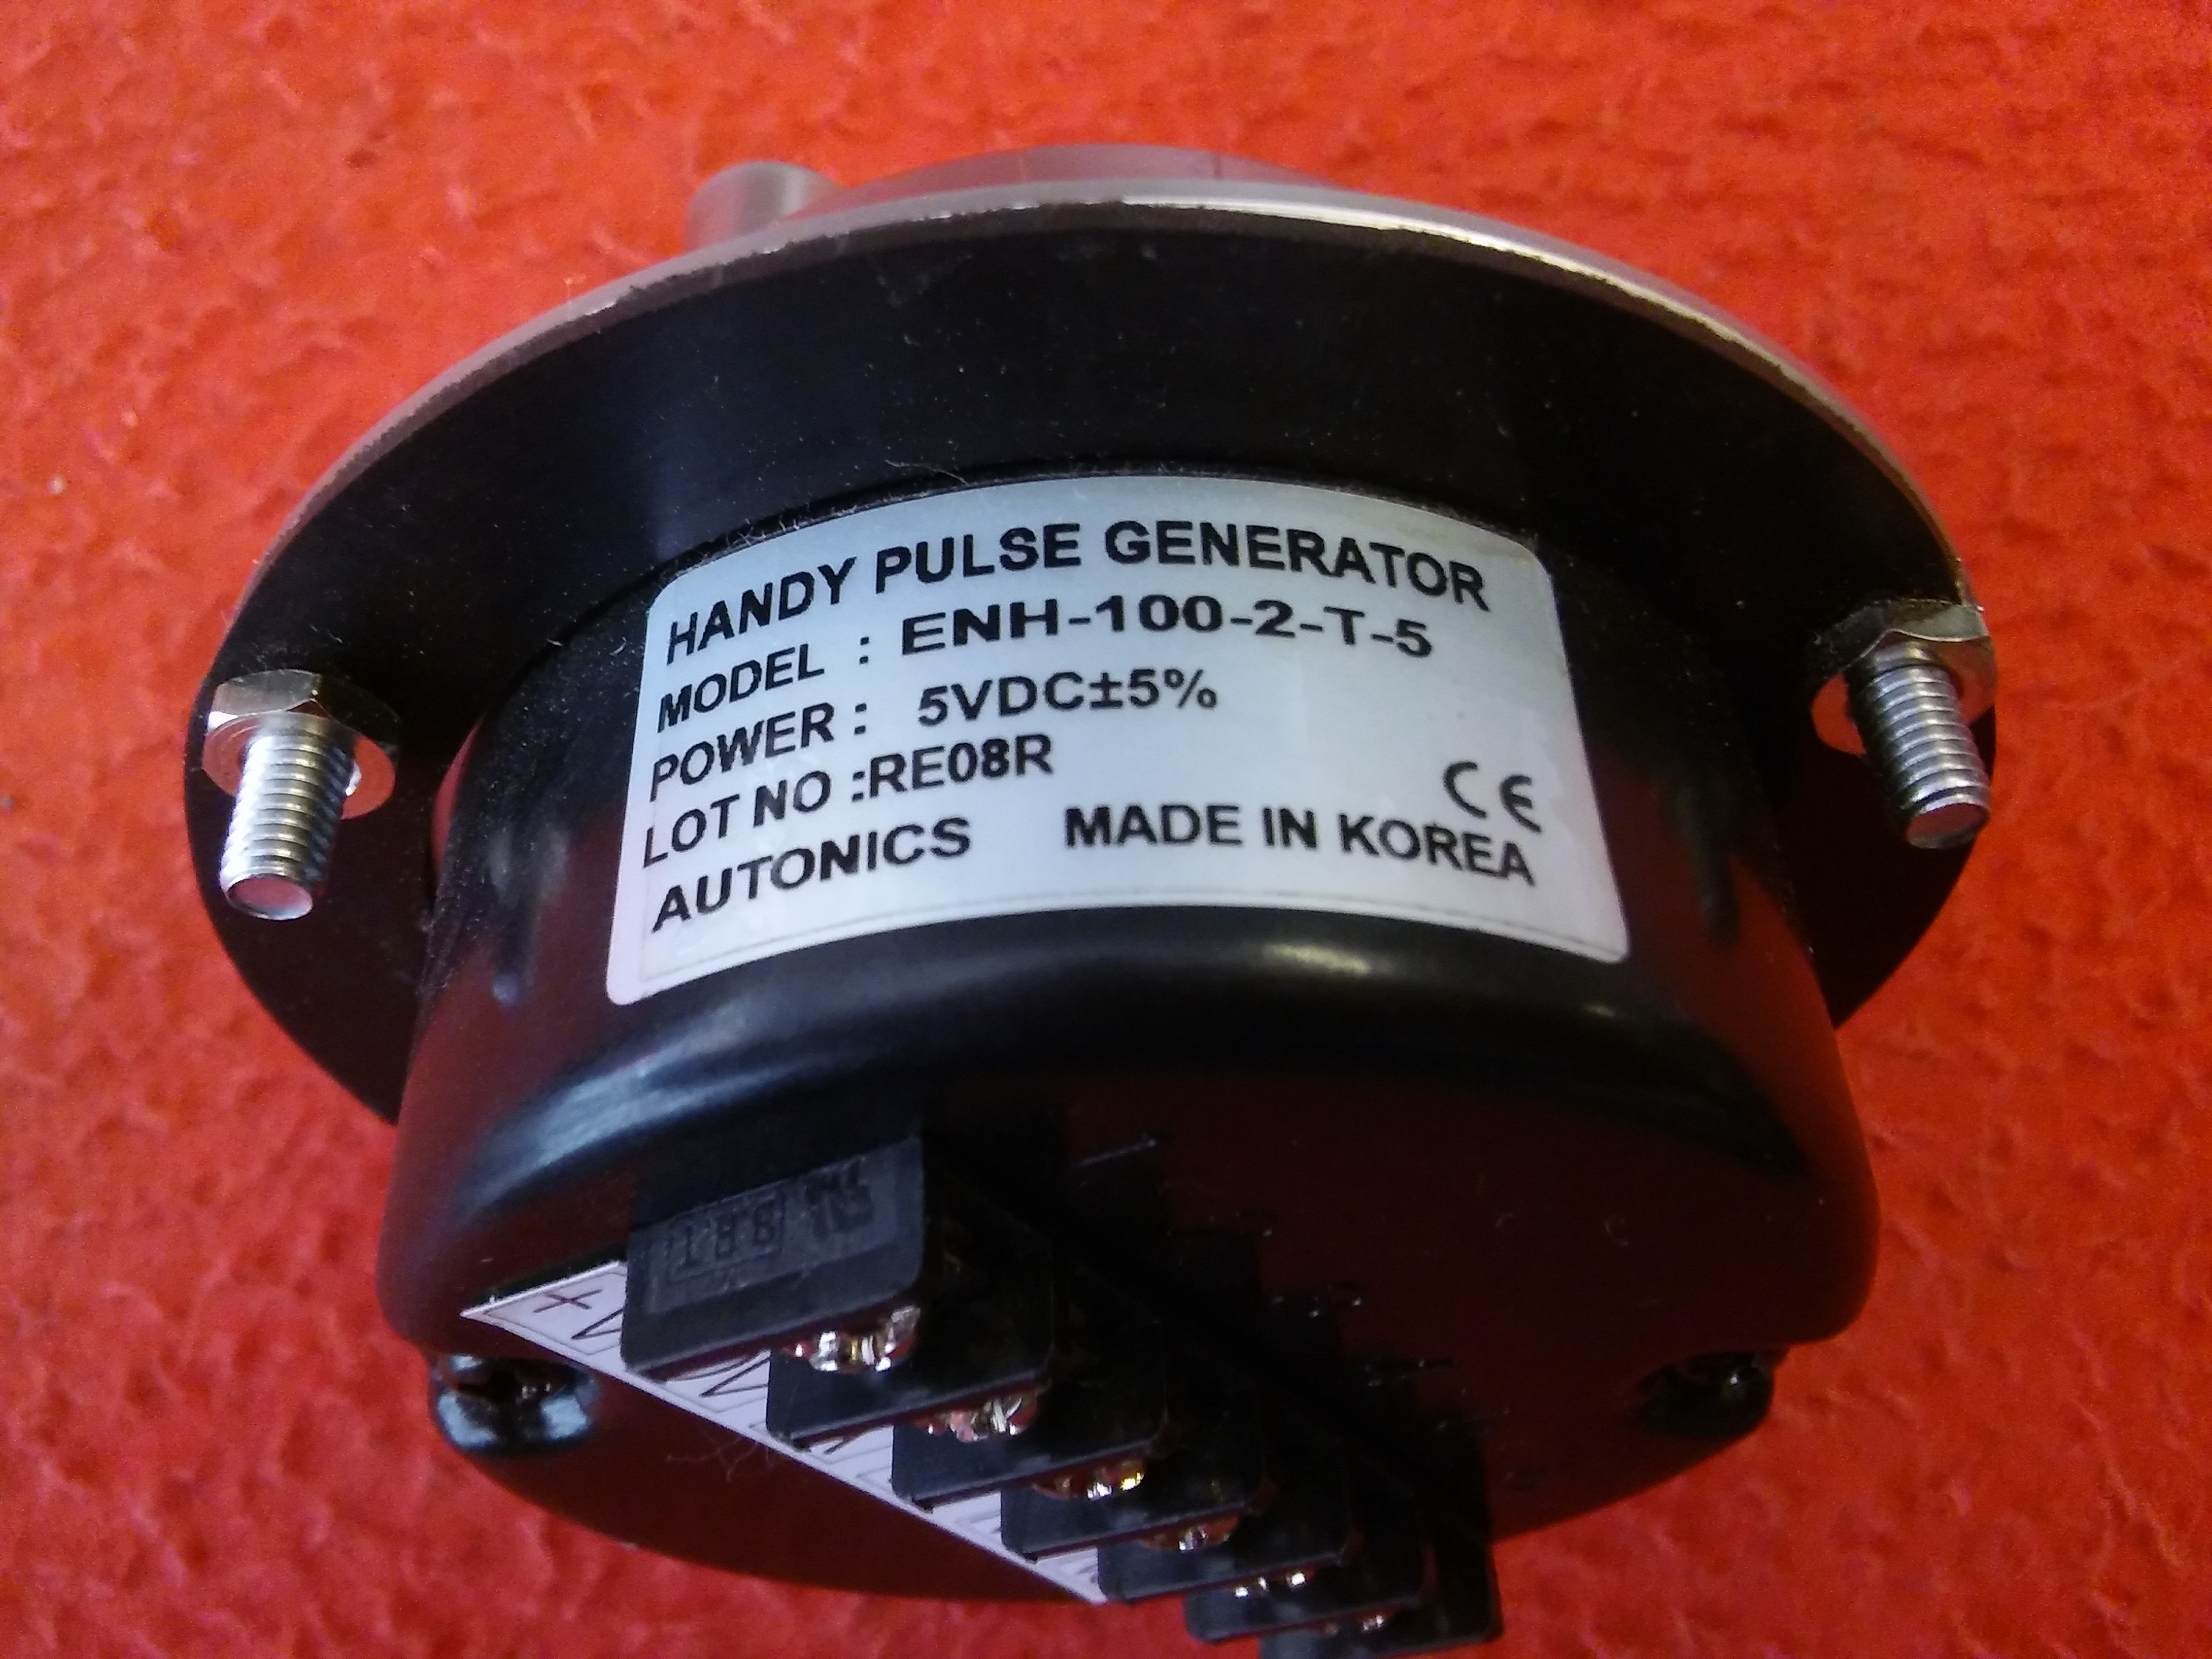 HANDY PULSE GENERATOR
MODEL : ENH-100-2-T-5
POWER : 5VDC±5%
LOT NO :RE08R
CE
AUTONICS MADE IN KOREA
+V